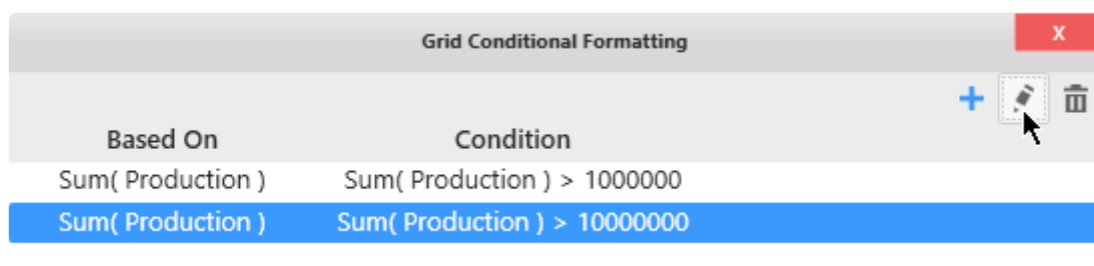 Grid Conditional Formatting
x
Based On Condition
Sum( Production ) Sum( Production ) > 1000000
Sum( Production ) Sum( Production ) > 10000000